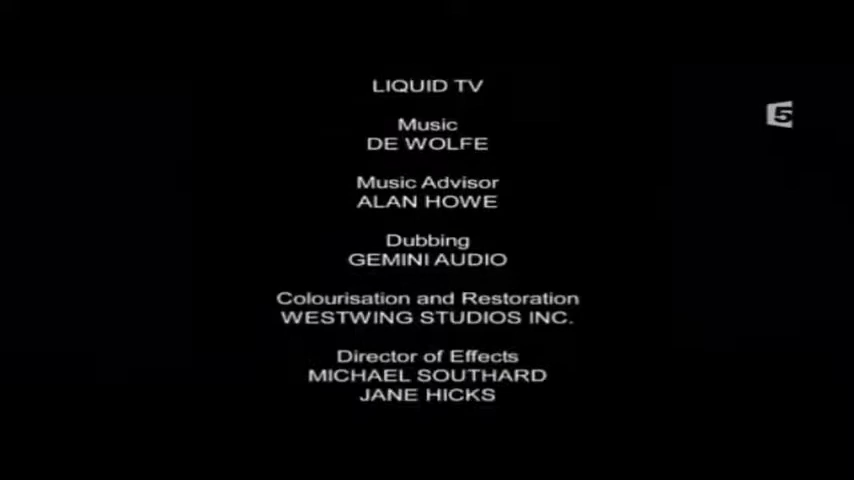 LIQUID TV
5
Music
DE WOLFE
Music Advisor
ALAN HOWE
Dubbing
GEMINI AUDIO
Colourisation and Restoration
WESTWING STUDIOS INC.
Director of Effects
MICHAEL SOUTHARD
JANE HICKS